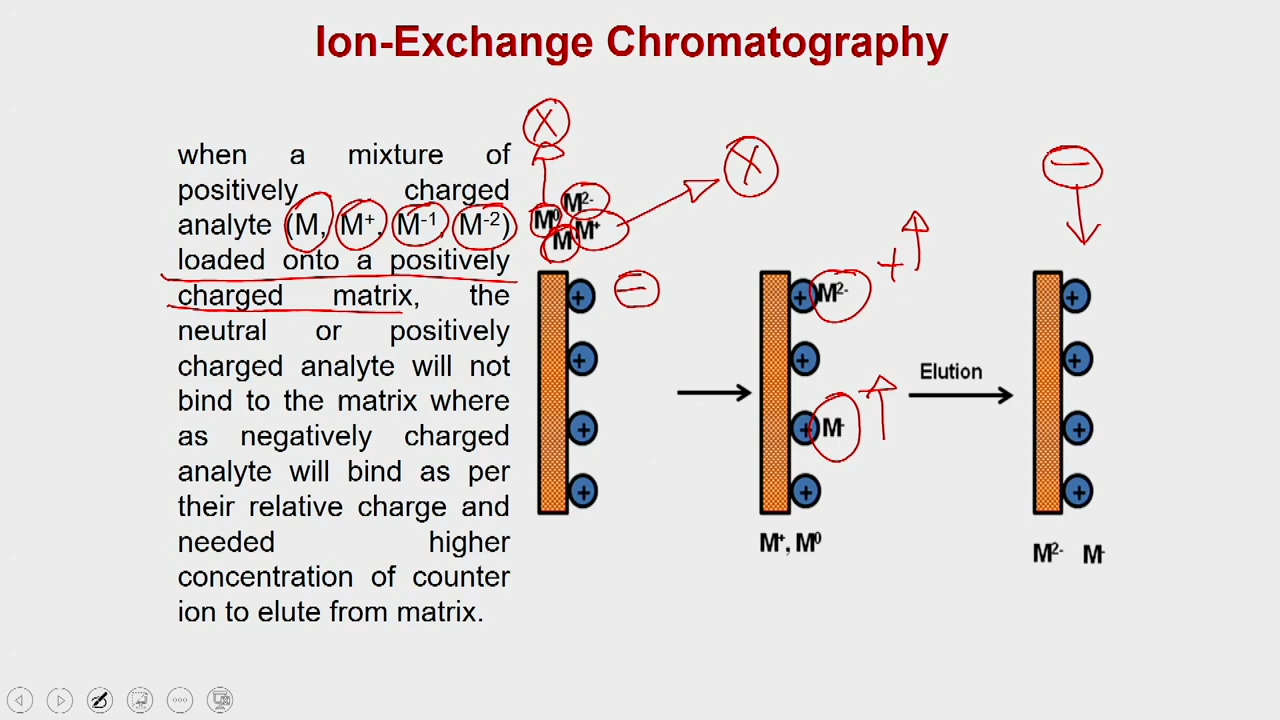 Ion-Exchange Chromatography
when a mixture of
positively charged
analyte (M, M⁺, M⁻¹, M⁻²)
loaded onto a positively
charged matrix, the
neutral or positively
charged analyte will not
bind to the matrix where
as negatively charged
analyte will bind as per
their relative charge and
needed higher
concentration of counter
ion to elute from matrix.
X
X
−
M²⁻
M⁰ M⁺
M⁻
−
+ + + +
+ M²⁻
+
+ M⁻
+
+
M⁺, M⁰
Elution
+ + + +
M²⁻ M⁻